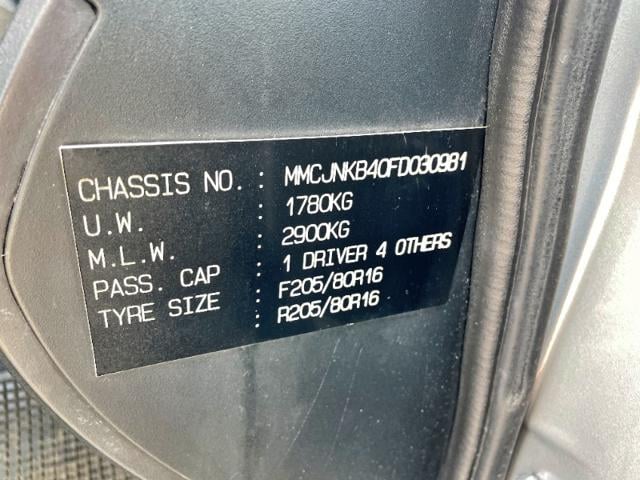 CHASSIS NO. : MMCJNKB40FD030981
U.W. : 1780KG
M.L.W. : 2900KG
PASS. CAP : 1 DRIVER 4 OTHERS
TYRE SIZE : F205/80R16
: R205/80R16